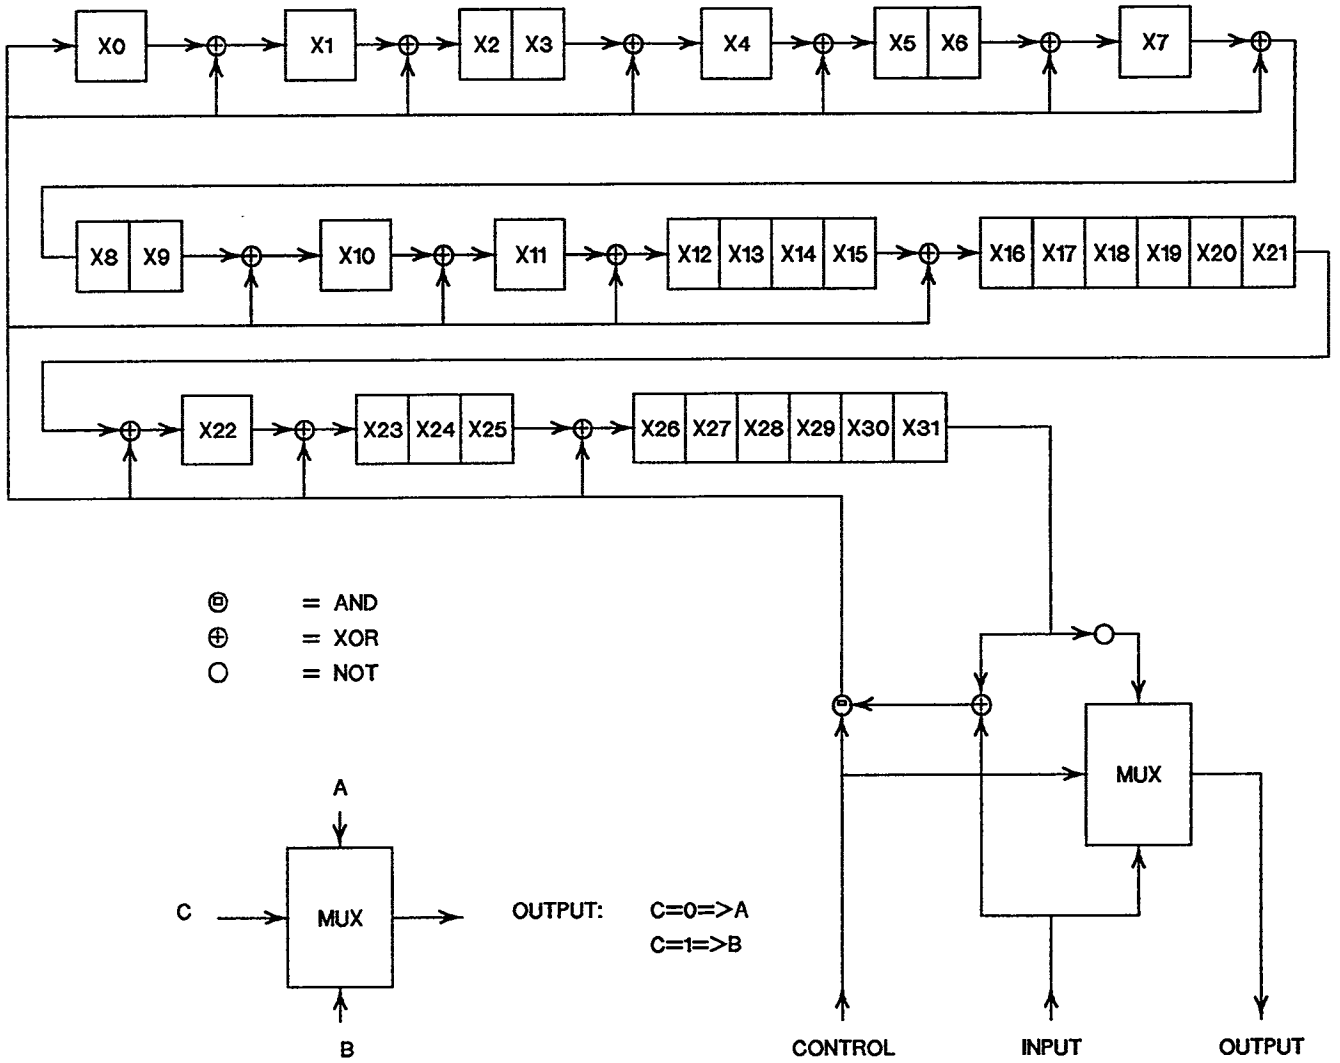 X0 X1 X2 X3 X4 X5 X6 X7
X8 X9 X10 X11 X12 X13 X14 X15 X16 X17 X18 X19 X20 X21
X22 X23 X24 X25 X26 X27 X28 X29 X30 X31
= AND
= XOR
= NOT
MUX
A
C MUX OUTPUT: C=0=>A
C=1=>B
B
CONTROL INPUT OUTPUT